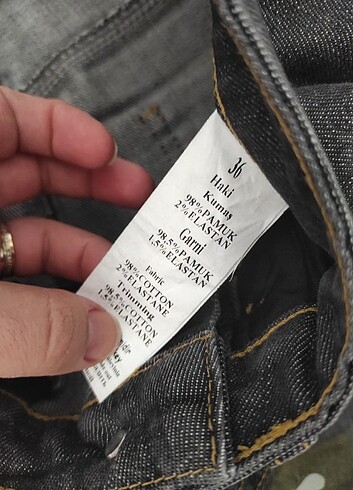 36
Haki
Kumaş
98%PAMUK
2%ELASTAN
Garni
98.5%PAMUK
1.5%ELASTAN
Fabric
98%COTTON
2%ELASTANE
Trimming
98.5%COTTON
1.5%ELASTANE